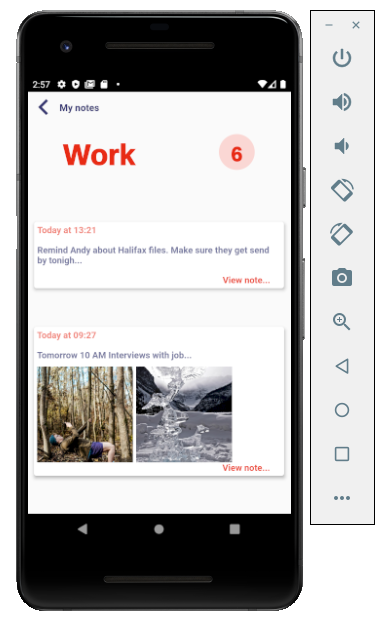 2:57
My notes
Work
6
Today at 13:21
Remind Andy about Halifax files. Make sure they get send
by tonigh...
View note...
Today at 09:27
Tomorrow 10 AM Interviews with job...
View note...